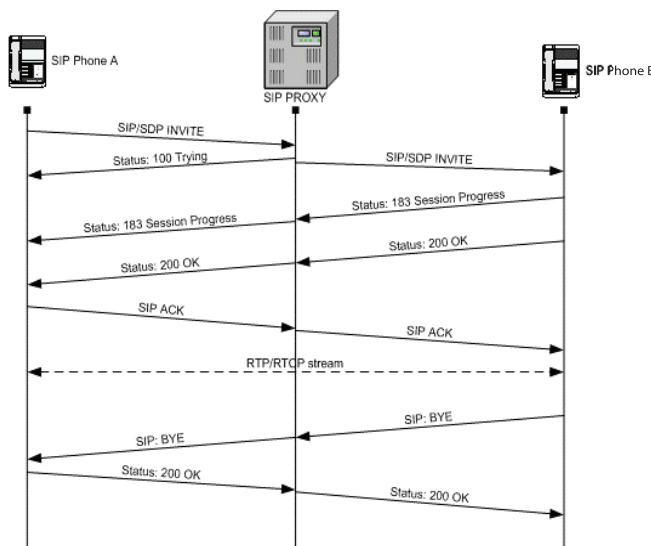 SIP Phone A
SIP PROXY
SIP Phone B
SIP/SDP INVITE
Status: 100 Trying
SIP/SDP INVITE
Status: 183 Session Progress
Status: 183 Session Progress
Status: 200 OK
Status: 200 OK
SIP ACK
SIP ACK
RTP/RTCP stream
SIP: BYE
SIP: BYE
Status: 200 OK
Status: 200 OK